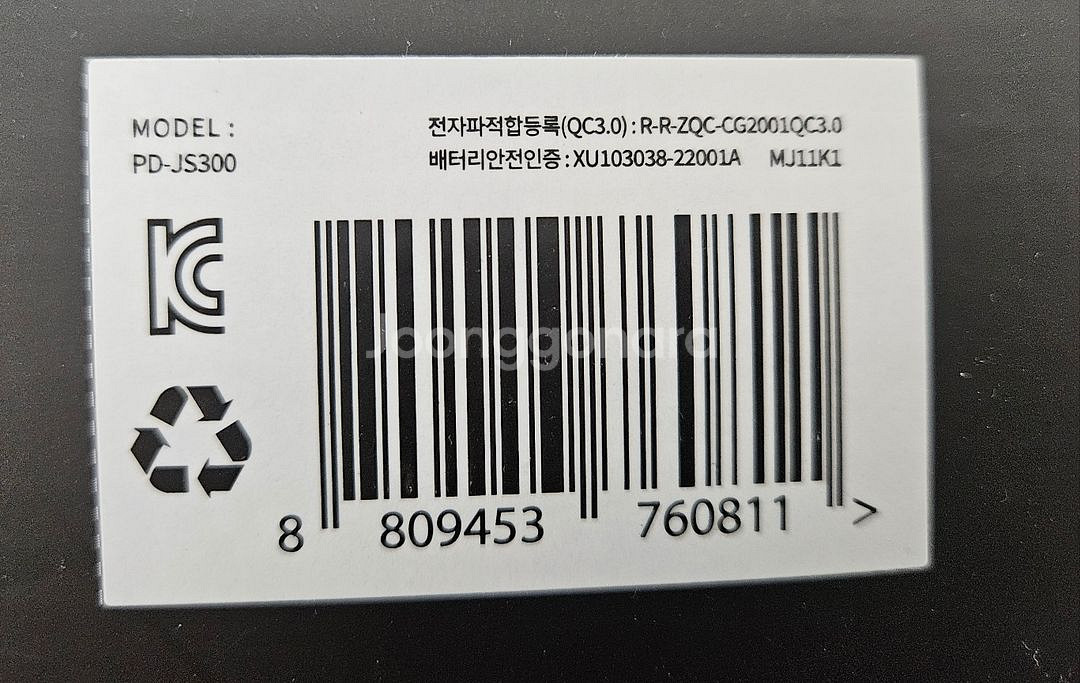 MODEL :
PD-JS300
전자파적합등록(QC3.0) : R-R-ZQC-CG2001QC3.0
배터리안전인증 : XU103038-22001A MJ11K1
Joonggonara
8 809453 760811 >